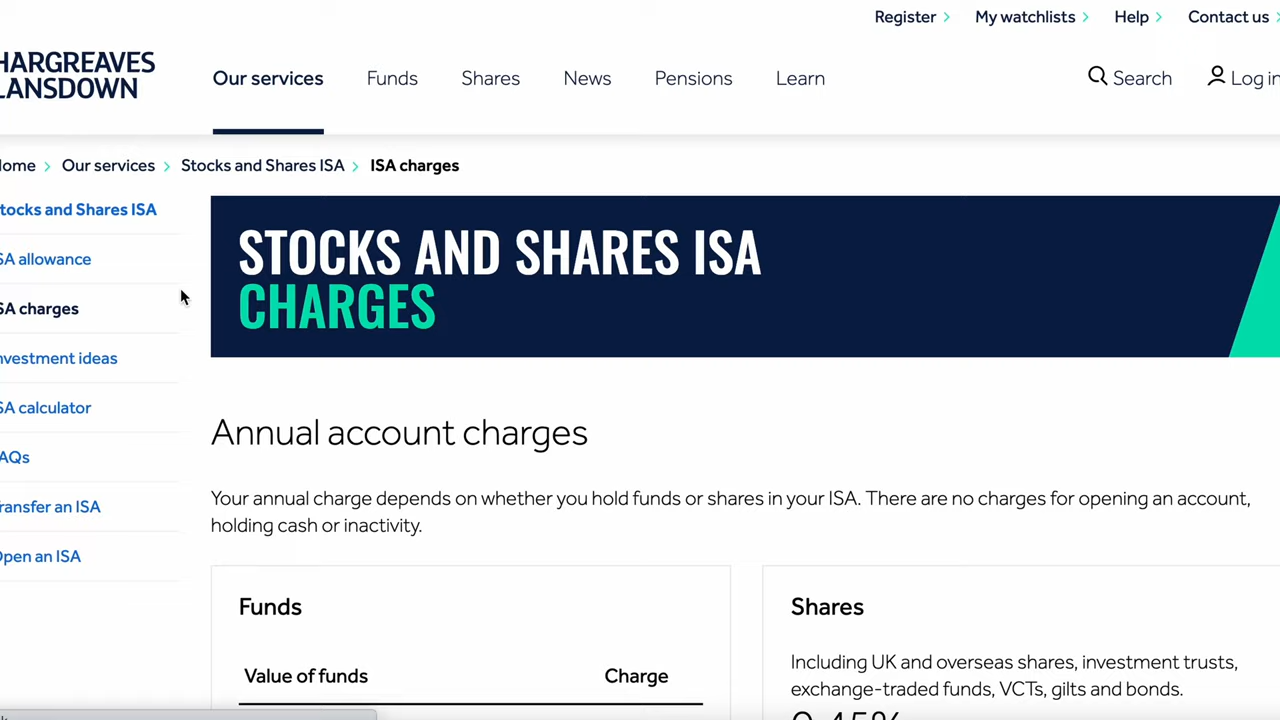 Register My watchlists Help Contact us
HARGREAVES
LANSDOWN
Our services Funds Shares News Pensions Learn Search Log in
Home Our services Stocks and Shares ISA ISA charges
Stocks and Shares ISA
ISA allowance
ISA charges
Investment ideas
ISA calculator
FAQs
Transfer an ISA
Open an ISA
STOCKS AND SHARES ISA
CHARGES
Annual account charges
Your annual charge depends on whether you hold funds or shares in your ISA. There are no charges for opening an account,
holding cash or inactivity.
Funds
Value of funds Charge
Shares
Including UK and overseas shares, investment trusts,
exchange-traded funds, VCTs, gilts and bonds.
0.45%